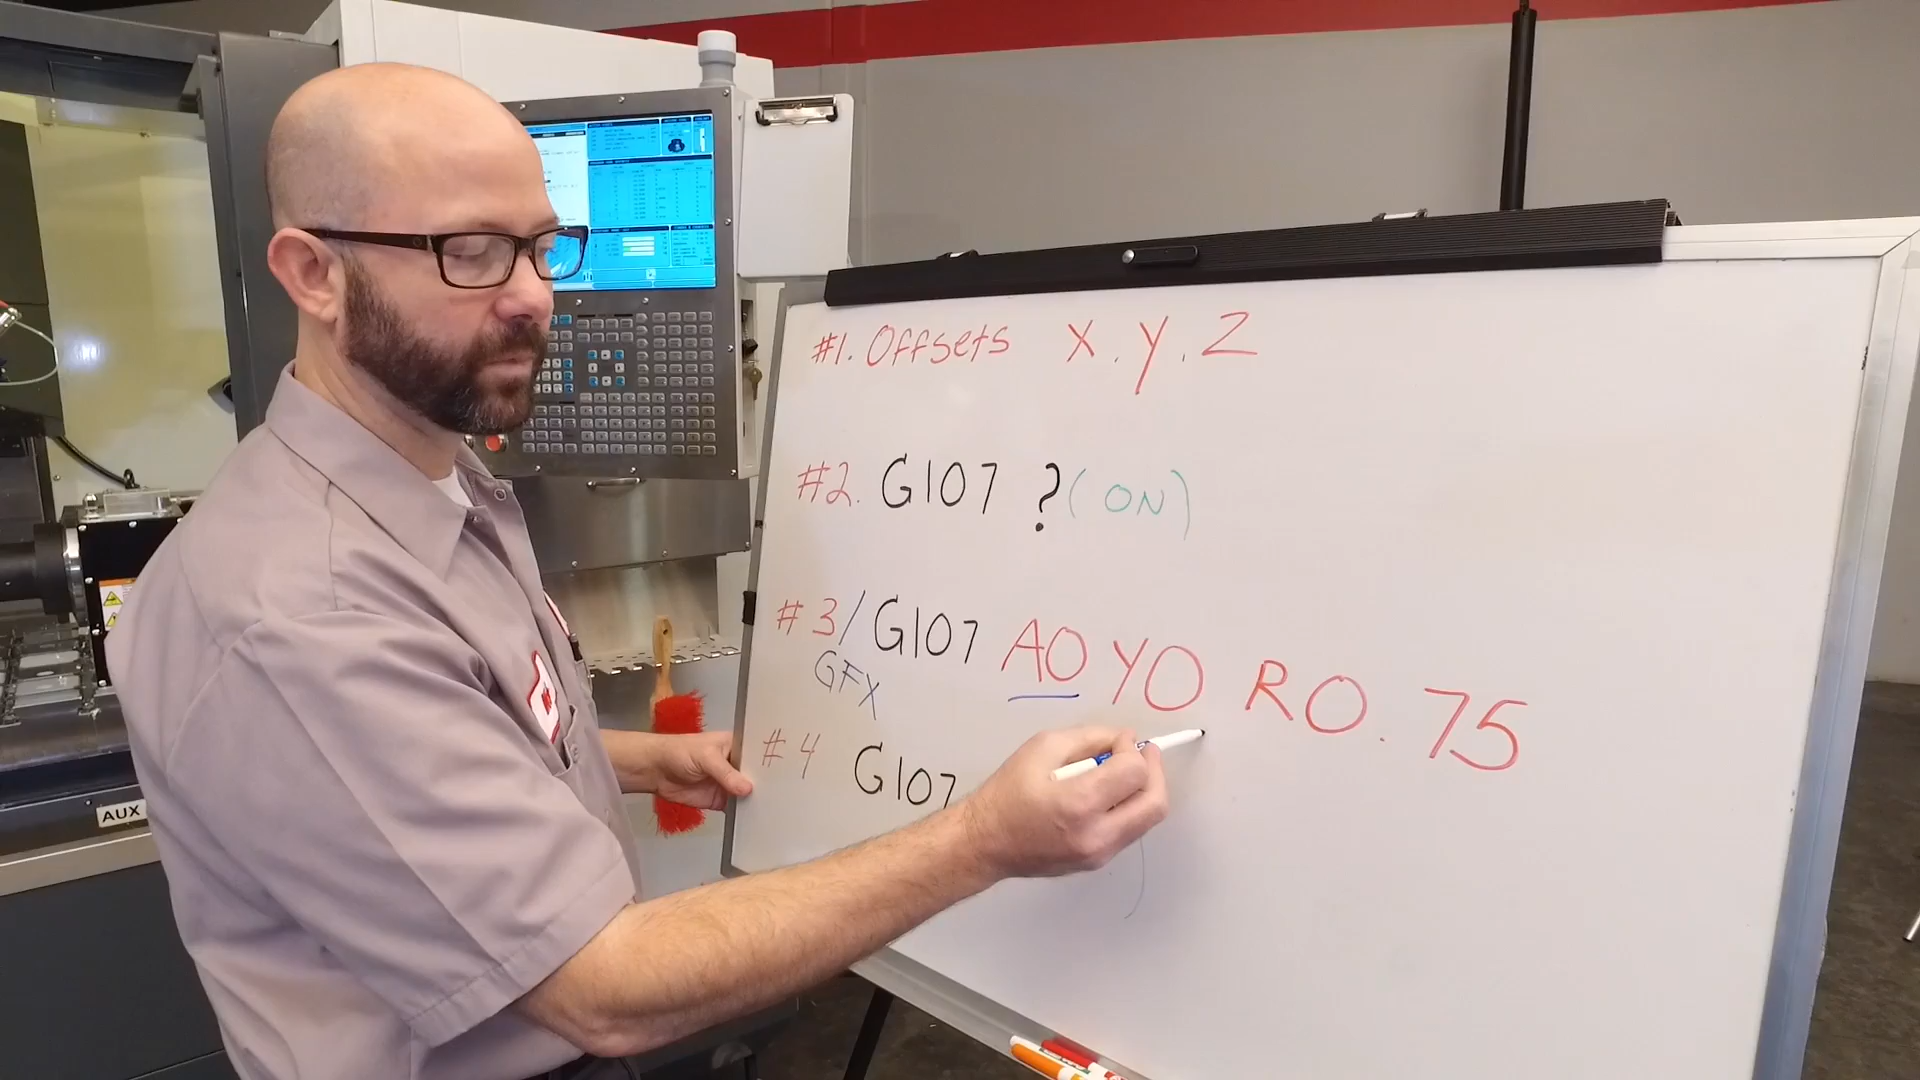 #1. Offsets X.Y.Z
#2. G107 ? (ON)
#3/ G107 A0 Y0 R0.75
GFX
#4 G107
AUX